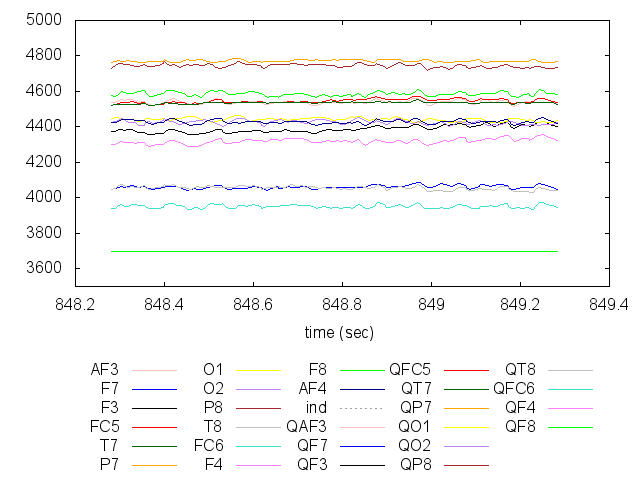 5000
4800
4600
4400
4200
4000
3800
3600
848.2 848.4 848.6 848.8 849 849.2 849.4
time (sec)
AF3 O1 F8 QFC5 QT8
F7 O2 AF4 QT7 QFC6
F3 P8 ind QP7 QF4
FC5 T8 QAF3 QO1 QF8
T7 FC6 QF7 QO2
P7 F4 QF3 QP8